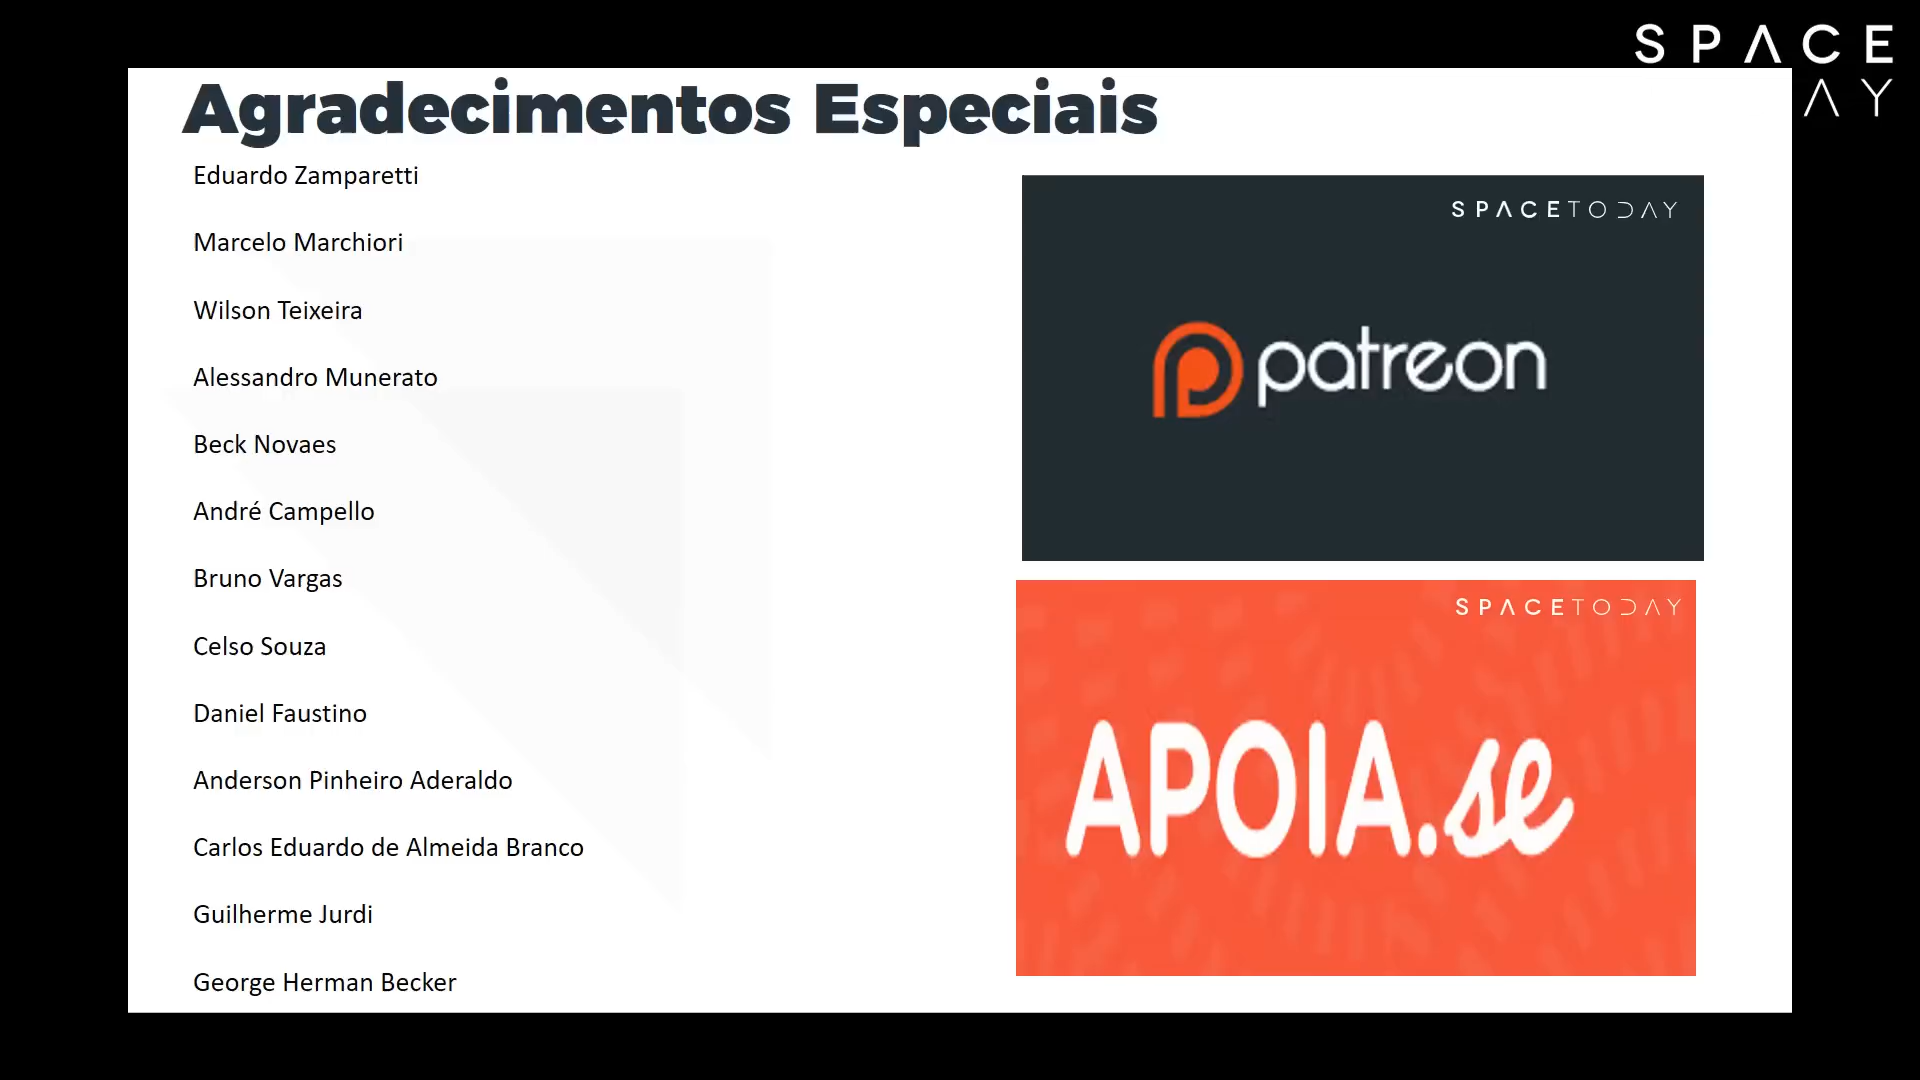 SPACE
AY
Agradecimentos Especiais
Eduardo Zamparetti
Marcelo Marchiori
Wilson Teixeira
Alessandro Munerato
Beck Novaes
André Campello
Bruno Vargas
Celso Souza
Daniel Faustino
Anderson Pinheiro Aderaldo
Carlos Eduardo de Almeida Branco
Guilherme Jurdi
George Herman Becker
SPACETODAY
patreon
SPACETODAY
APOIA.se